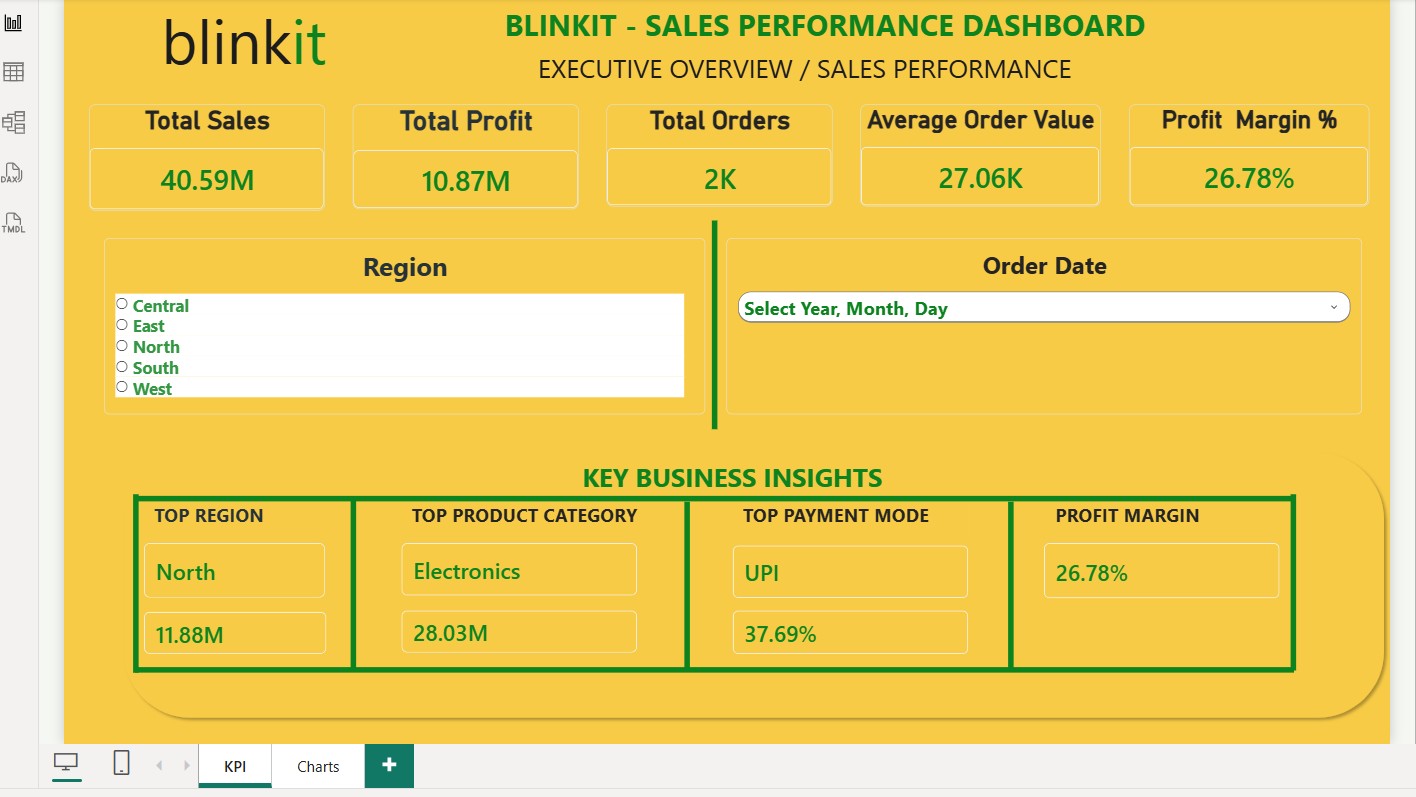 blinkit
BLINKIT - SALES PERFORMANCE DASHBOARD
EXECUTIVE OVERVIEW / SALES PERFORMANCE
Total Sales
40.59M
Total Profit
10.87M
Total Orders
2K
Average Order Value
27.06K
Profit Margin %
26.78%
DAX
TMDL
Region
Central
East
North
South
West
Order Date
Select Year, Month, Day
KEY BUSINESS INSIGHTS
TOP REGION
North
11.88M
TOP PRODUCT CATEGORY
Electronics
28.03M
TOP PAYMENT MODE
UPI
37.69%
PROFIT MARGIN
26.78%
KPI
Charts